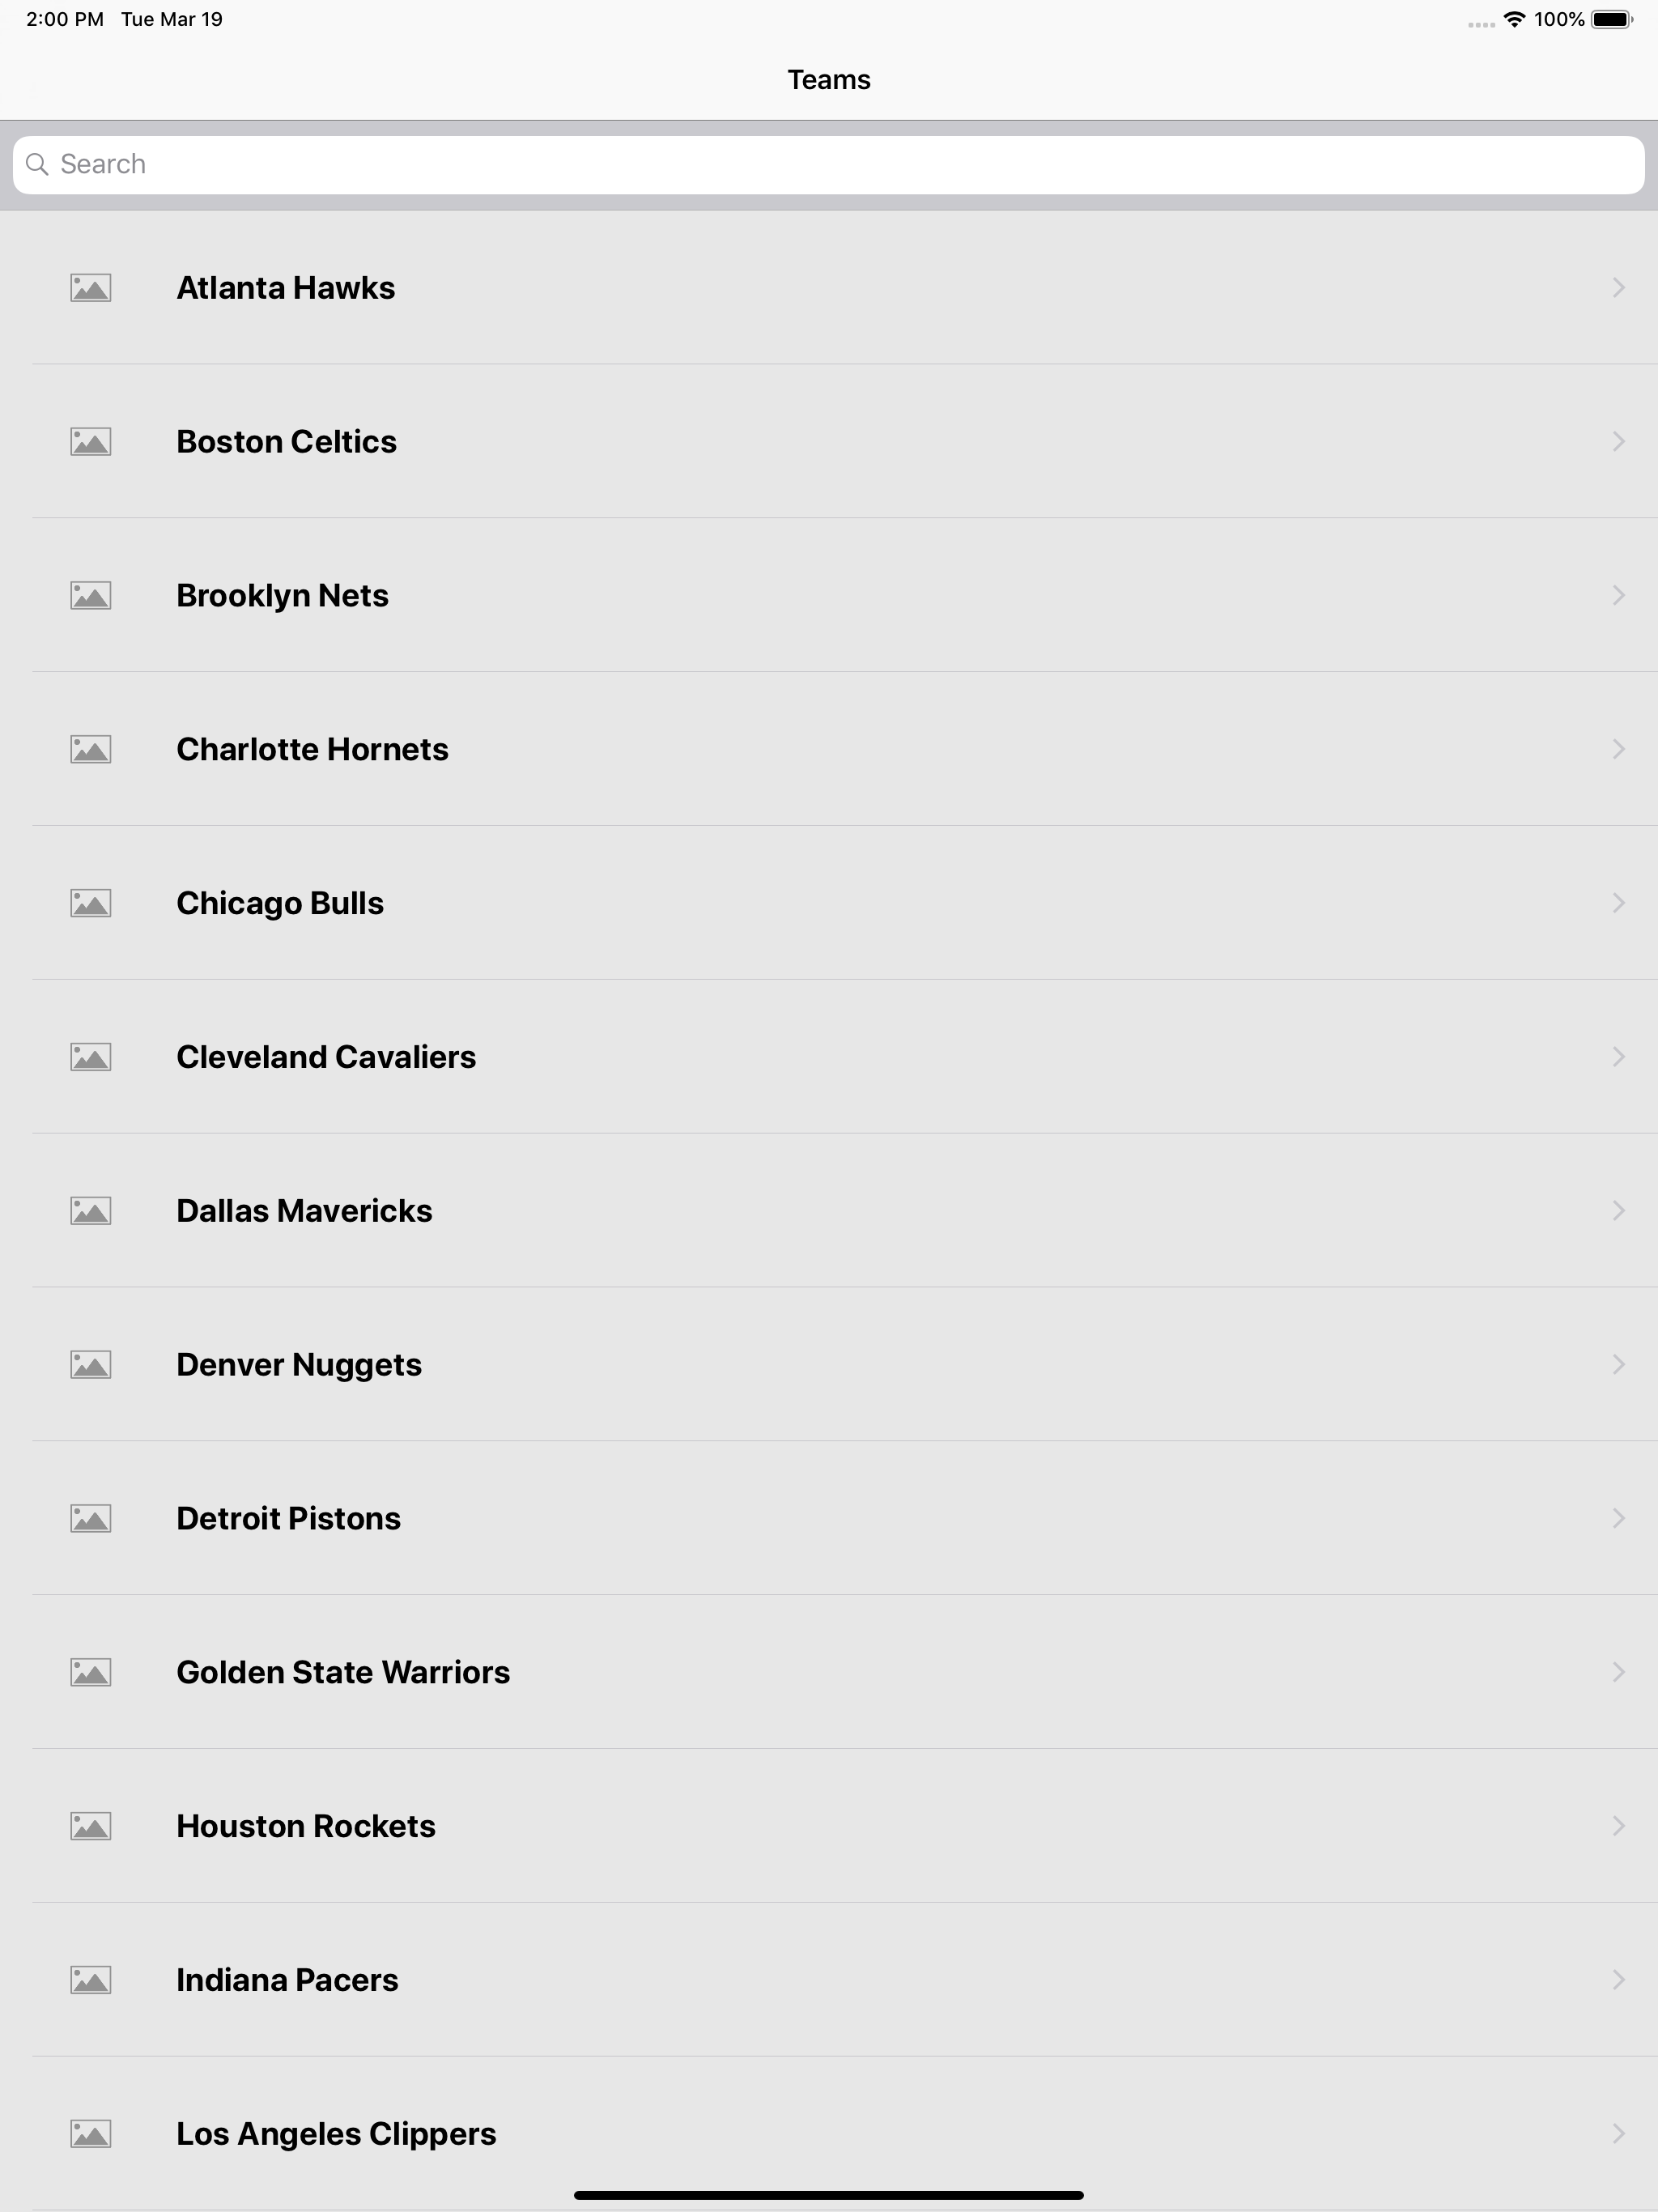 2:00 PM Tue Mar 19 100%
Teams
Search
Atlanta Hawks
Boston Celtics
Brooklyn Nets
Charlotte Hornets
Chicago Bulls
Cleveland Cavaliers
Dallas Mavericks
Denver Nuggets
Detroit Pistons
Golden State Warriors
Houston Rockets
Indiana Pacers
Los Angeles Clippers